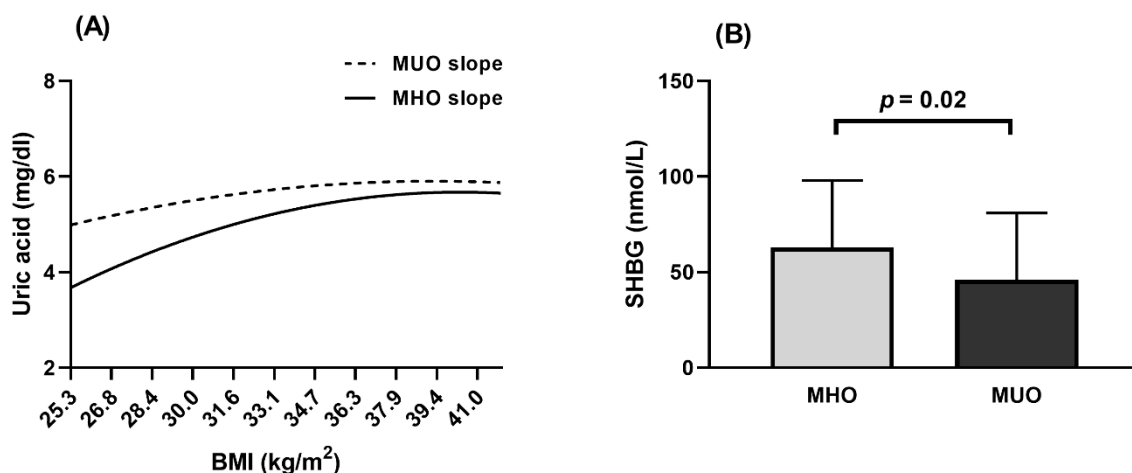 (A)
MUO slope
MHO slope
Uric acid (mg/dl)
8
6
4
2
25.3
26.8
28.4
30.0
31.6
33.1
34.7
36.3
37.9
39.4
41.0
BMI (kg/m²)
(B)
p = 0.02
SHBG (nmol/L)
150
100
50
0
MHO
MUO